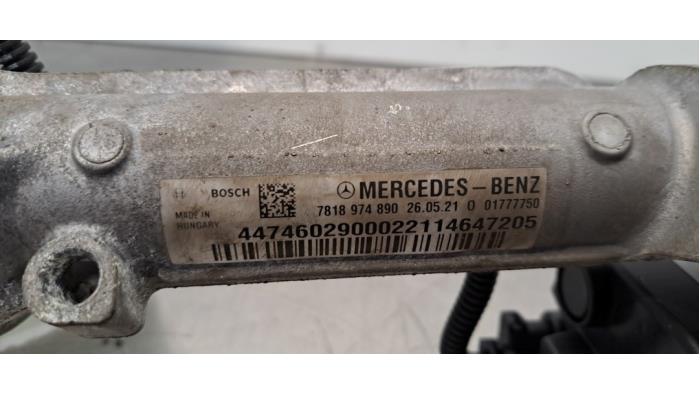 BOSCH
MERCEDES-BENZ
7818 974 890 26.05.21 0 01777750
MADE IN
HUNGARY
4474602900022114647205